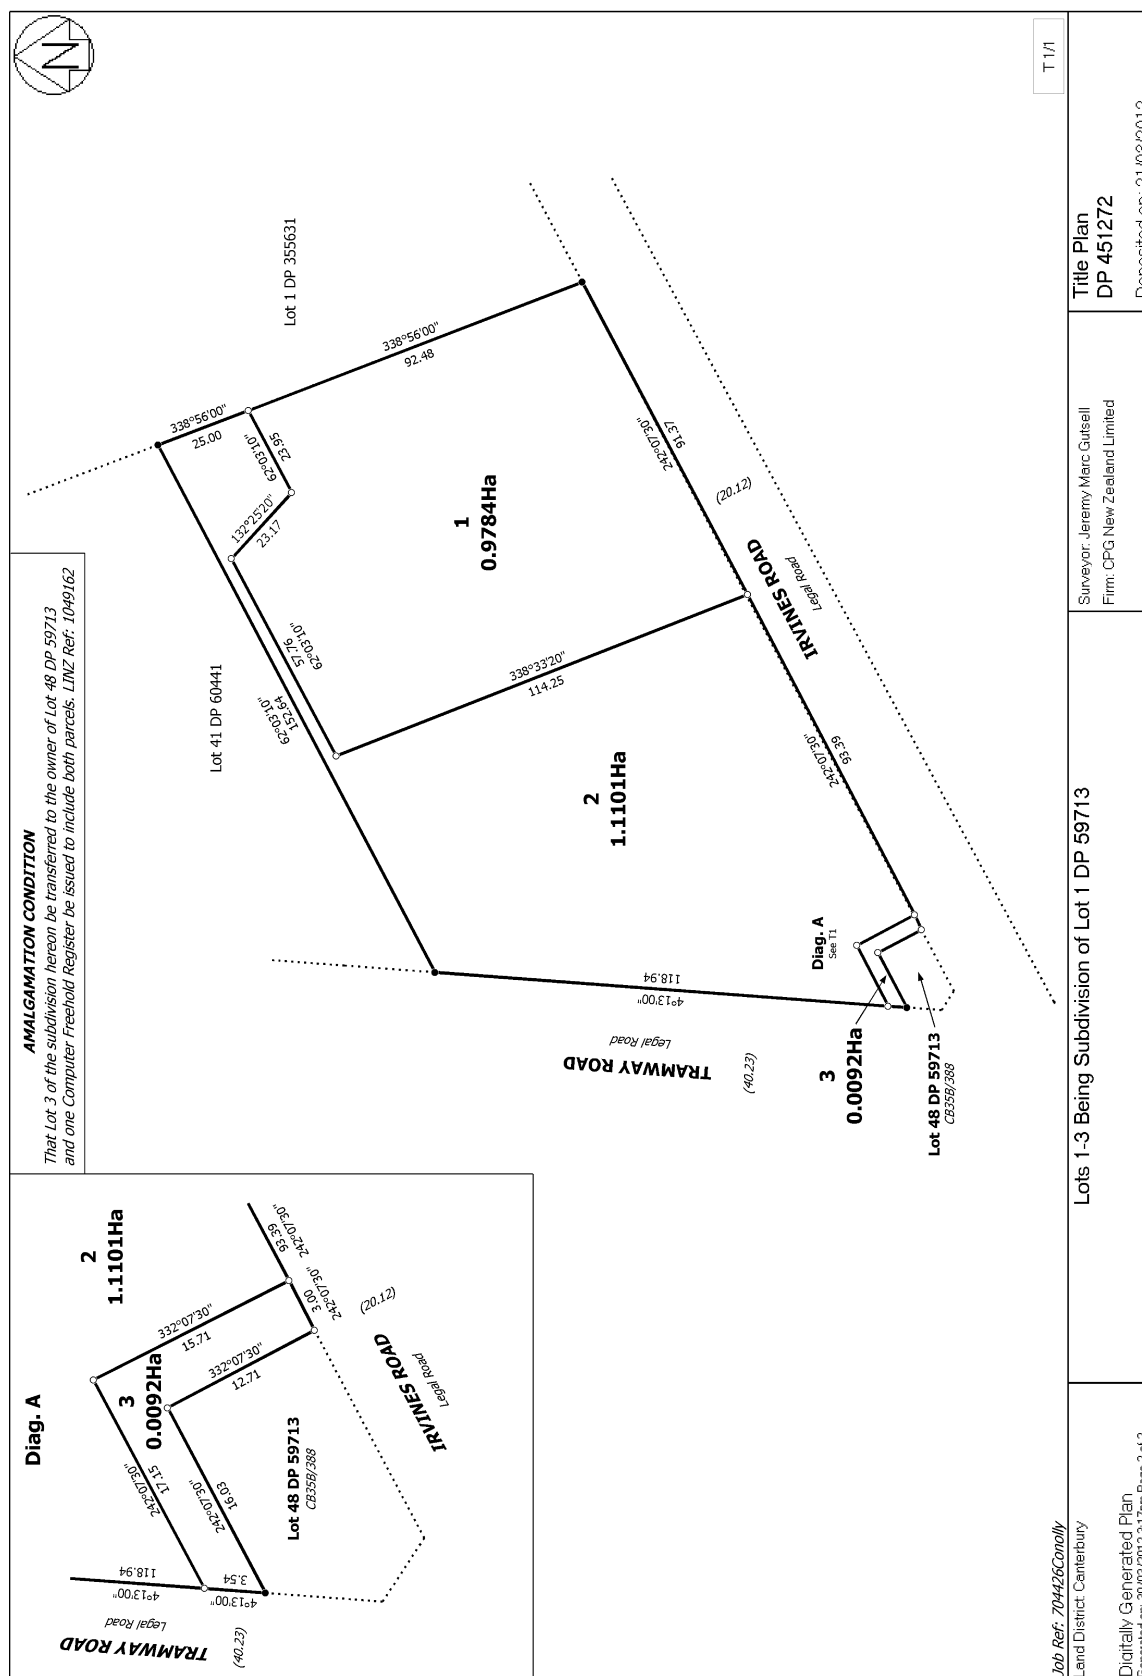 N
T 1/1
AMALGAMATION CONDITION
That Lot 3 of the subdivision hereon be transferred to the owner of Lot 48 DP 59713
and one Computer Freehold Register be issued to include both parcels. LINZ Ref: 1049162
Lot 1 DP 355631
Lot 41 DP 60441
338°56'00"
25.00
338°56'00"
92.48
62°03'10"
23.95
132°25'20"
23.17
57.76
62°03'10"
62°03'10"
152.64
1
0.9784Ha
338°33'20"
114.25
242°07'30"
91.37
(20.12)
IRVINES ROAD
Legal Road
2
1.1101Ha
242°07'30"
93.39
118.94
4°13'00"
Legal Road
TRAMWAY ROAD
(40.23)
Diag. A
See T1
3
0.0092Ha
Lot 48 DP 59713
CB35B/388
Diag. A
2
1.1101Ha
332°07'30"
15.71
3
0.0092Ha
332°07'30"
12.71
93.39
242°07'30"
3.00
242°07'30"
(20.12)
IRVINES ROAD
Legal Road
242°07'30"
17.15
242°07'30"
16.03
118.94
4°13'00"
3.54
4°13'00"
Legal Road
TRAMWAY ROAD
(40.23)
Lot 48 DP 59713
CB35B/388
Job Ref: 704426Conolly
Land District: Canterbury
Digitally Generated Plan
Lots 1-3 Being Subdivision of Lot 1 DP 59713
Surveyor: Jeremy Marc Gutsell
Firm: CPG New Zealand Limited
Title Plan
DP 451272
Deposited on: 21/03/2012